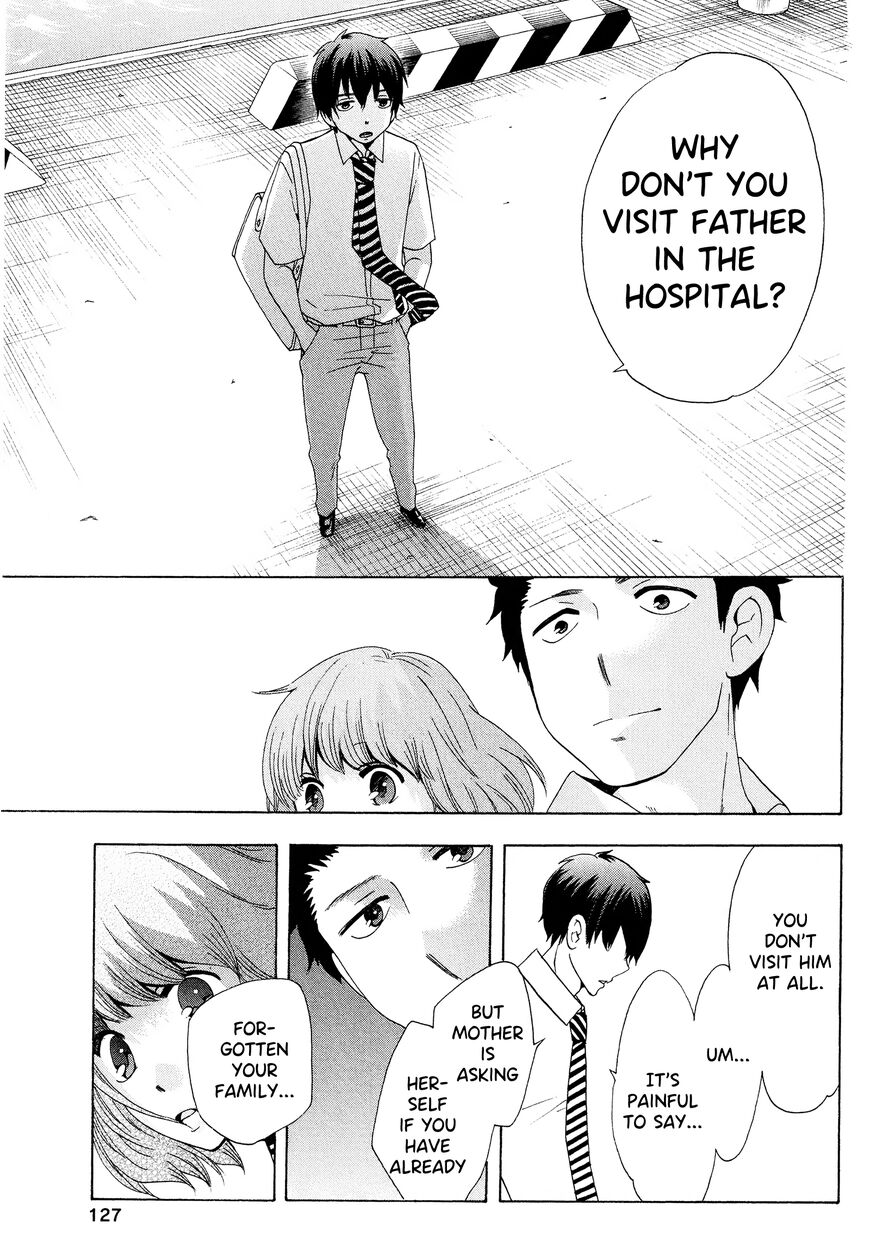 WHY
DON'T YOU
VISIT FATHER
IN THE
HOSPITAL?
YOU
DON'T
VISIT HIM
AT ALL.
UM...
IT'S
PAINFUL
TO SAY...
BUT
MOTHER
IS
ASKING
HER-
SELF
IF YOU
HAVE
ALREADY
FOR-
GOTTEN
YOUR
FAMILY...
127